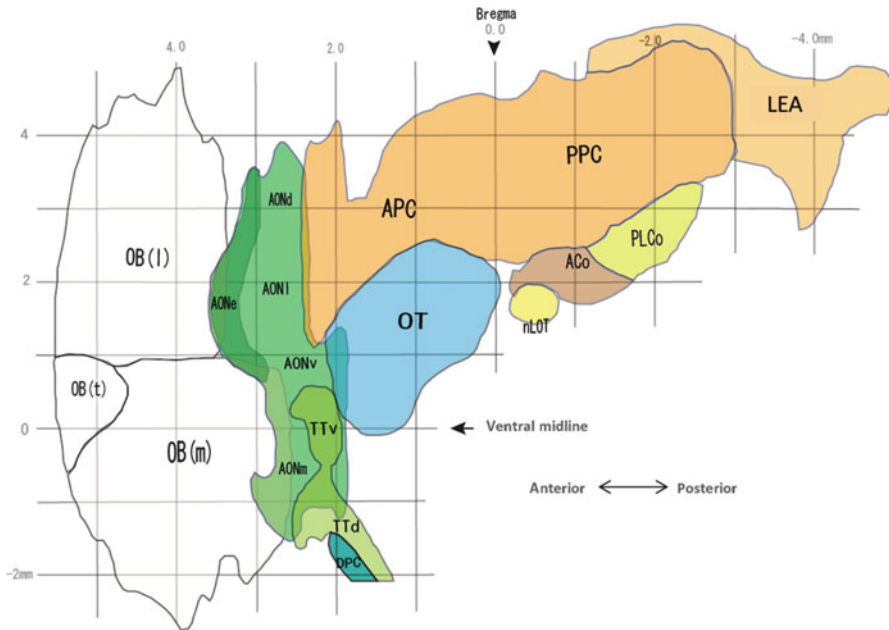 Bregma
4.0
2.0
0.0
-2.0
-4.0mm
LEA
4
PPC
AONd
APC
PLCo
OB(l)
ACo
2
AONl
AONe
OT
nLOT
AONv
OB(t)
0
TTv
Ventral midline
OB(m)
AONm
Anterior
Posterior
TTd
DPC
-2mm